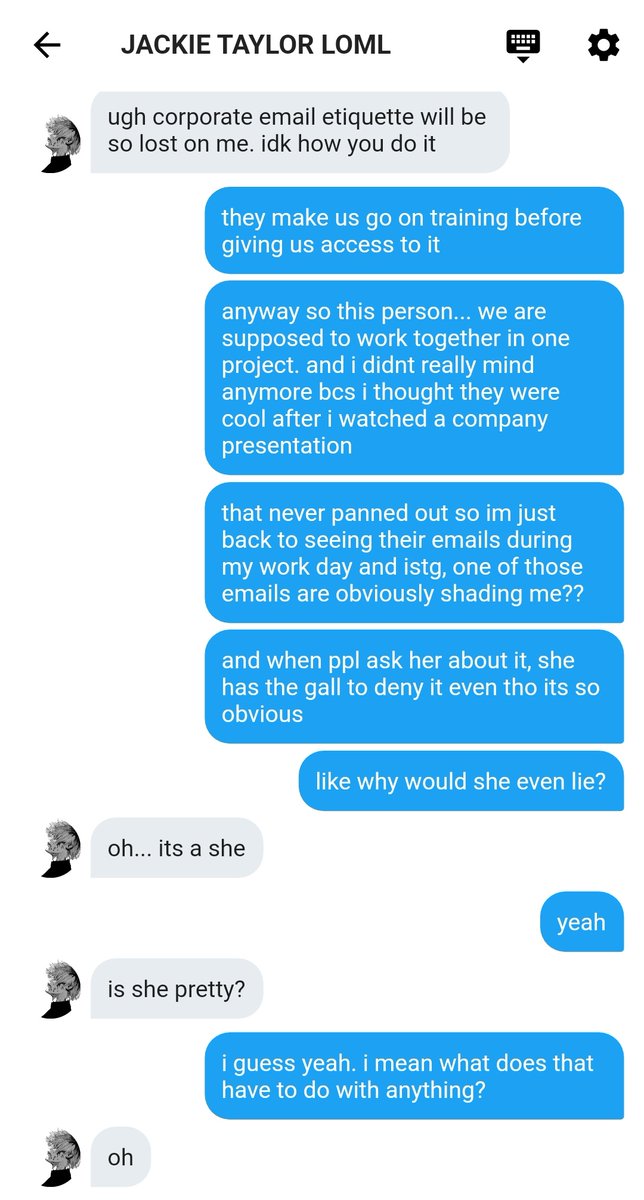 JACKIE TAYLOR LOML
ugh corporate email etiquette will be
so lost on me. idk how you do it
they make us go on training before
giving us access to it
anyway so this person... we are
supposed to work together in one
project. and i didnt really mind
anymore bcs i thought they were
cool after i watched a company
presentation
that never panned out so im just
back to seeing their emails during
my work day and istg, one of those
emails are obviously shading me??
and when ppl ask her about it, she
has the gall to deny it even tho its so
obvious
like why would she even lie?
oh... its a she
yeah
is she pretty?
i guess yeah. i mean what does that
have to do with anything?
oh